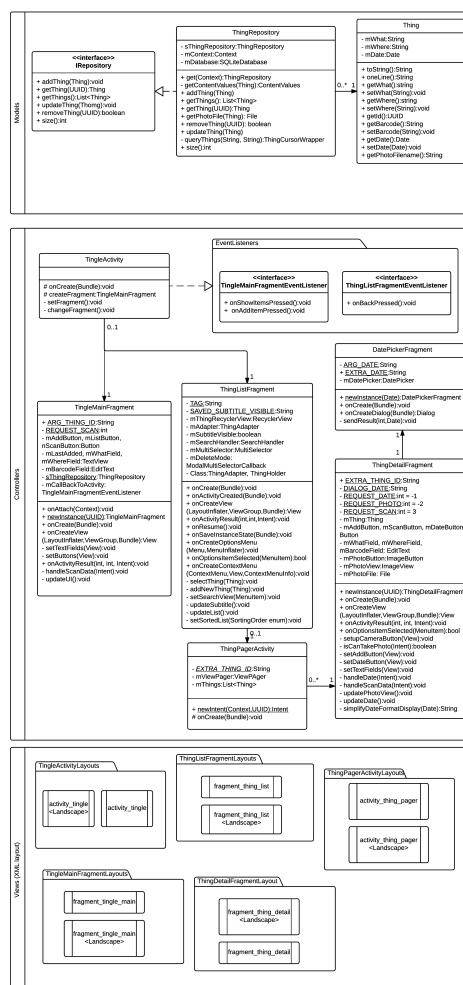 Models
<<interface>>
IRepository
+ addThing(Thing):void
+ getThing(UUID):Thing
+ getThings():List<Thing>
+ updateThing(Thomg):void
+ removeThing(UUID):boolean
+ size():int
ThingRepository
- sThingRepository:ThingRepository
- mContext:Context
- mDatabase:SQLiteDatabase
+ get(Context):ThingRepository
- getContentValues(Thing):ContentValues
+ addThing(Thing)
+ getThings(): List<Thing>
+ getThing(UUID):Thing
+ getPhotoFile(Thing): File
+ removeThing(UUID): boolean
+ updateThing(Thing)
- queryThings(String, String):ThingCursorWrapper
+ size():int
0..*
1
Thing
- mWhat:String
- mWhere:String
- mDate:Date
+ toString():String
+ oneLine():String
+ getWhat():string
+ setWhat(String):void
+ getWhere():string
+ setWhere(String):void
+ getId():UUID
+ getBarcode():String
+ setBarcode(String):void
+ getDate():Date
+ setDate(Date):void
+ getPhotoFilename():String
Controllers
TingleActivity
# onCreate(Bundle):void
# createFragment:TingleMainFragment
- setFragment():void
- changeFragment():void
EventListeners
<<interface>>
TingleMainFragmentEventListener
+ onShowItemsPressed():void
+ onAddItemPressed():void
<<interface>>
ThingListFragmentEventListener
+ onBackPressed():void
0..1
1
1
TingleMainFragment
+ ARG_THING_ID:String
- REQUEST_SCAN:int
- mAddButton, mListButton,
nScanButton:Button
- mLastAdded, mWhatField,
mWhereField:TextView
- mBarcodeField:EditText
- sThingRepository:ThingRepository
- mCallBackToActivity:
TingleMainFragmentEventListener
+ onAttach(Context):void
+ newInstance(UUID):TingleMainFragment
+ onCreate(Bundle):void
+ onCreateView
(LayoutInflater,ViewGroup,Bundle):View
- setTextFields(View):void
- setButtons(View):void
+ onActivityResult(int, int, Intent):void
- handleScanData(Intent):void
- updateUI():void
ThingListFragment
- TAG:String
- SAVED_SUBTITLE_VISIBLE:String
- mThingRecyclerView:RecyclerView
- mAdapter:ThingAdapter
- mSubtitleVisible:boolean
- mSearchHandler:SearchHandler
- mMultiSelector:MultiSelector
- mDeleteMode:
ModalMultiSelectorCallback
- Class:ThingAdapter, ThingHolder
+ onCreate(Bundle):void
+ onActivityCreated(Bundle):void
+ onCreateView
(LayoutInflater,ViewGroup,Bundle):View
+ onActivityResult(int,int,Intent):void
+ onResume():void
+ onSaveInstanceState(Bundle):void
+ onCreateOptionsMenu
(Menu,MenuInflater):void
+ onOptionsItemSelected(MenuItem):bool
+ onCreateContextMenu
(ContextMenu,View,ContextMenuInfo):void
- selectThing(Thing):void
- addNewThing(Thing):void
- setSearchView(MenuItem):void
- updateSubtitle():void
- updateList():void
- setSortedList(SortingOrder enum):void
0..1
1
DatePickerFragment
- ARG_DATE:String
+ EXTRA_DATE:String
- mDatePicker:DatePicker
+ newInstance(Date):DatePickerFragment
+ onCreate(Bundle):void
+ onCreateDialog(Bundle):Dialog
- sendResult(int,Date):void
1
1
ThingDetailFragment
+ EXTRA_THING_ID:String
- DIALOG_DATE:String
- REQUEST_DATE:int = -1
- REQUEST_PHOTO:int = -2
- REQUEST_SCAN:int = 3
- mThing:Thing
- mAddButton, mScanButton, mDateButton:
Button
- mWhatField, mWhereField,
mBarcodeField: EditText
- mPhotoButton:ImageButton
- mPhotoView:ImageView
- mPhotoFile: File
+ newInstance(UUID):ThingDetailFragment
+ onCreate(Bundle):void
+ onCreateView
(LayoutInflater,ViewGroup,Bundle):View
+ onActivityResult(int, int, Intent):void
+ onOptionsItemSelected(MenuItem):bool
- setupCameraButton(View):void
- isCanTakePhoto(Intent):boolean
- setAddButton(View):void
- setDateButton(View):void
- setTextFields(View):void
- handleDate(Intent):void
- handleScanData(Intent):void
- updatePhotoView():void
- updateDate():void
- simplifyDateFormatDisplay(Date):String
ThingPagerActivity
- EXTRA_THING_ID:String
- mViewPager:ViewPAger
- mThings:List<Thing>
+ newIntent(Context,UUID):Intent
# onCreate(Bundle):void
0..*
1
Views (XML layout)
TingleActivityLayouts
activity_tingle
<Landscape>
activity_tingle
ThingListFragmentLayouts
fragment_thing_list
fragment_thing_list
<Landscape>
ThingPagerActivityLayouts
activity_thing_pager
activity_thing_pager
<Landscape>
TingleMainFragmentLayouts
fragment_tingle_main
fragment_tingle_main
<Landscape>
ThingDetailFragmentLayout
fragment_thing_detail
<Landscape>
fragment_thing_detail